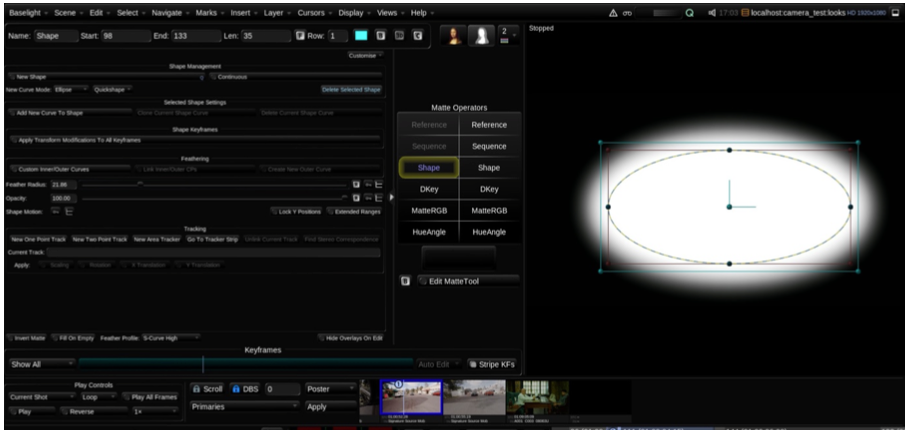 Baselight Scene Edit Select Navigate Marks Insert Layer Cursors Display Views Help 17:03 localhost:camera_test.looks HD 1920x1080
Name: Shape Start: 98 End: 133 Len: 35 Row: 1 2
Stopped
Customise
Shape Management
New Shape Continuous
New Curve Mode: Ellipse Quickshape Delete Selected Shape
Selected Shape Settings
Add New Curve To Shape Clone Current Shape Curve Delete Current Shape Curve
Shape Keyframes
Apply Transform Modifications To All Keyframes
Feathering
Custom Inner/Outer Curves Link Inner/Outer CPs Create New Outer Curve
Feather Radius: 21.88
Opacity: 100.00
Shape Motion: Lock Y Positions Extended Ranges
Tracking
New One Point Track New Two Point Track New Area Tracker Go To Tracker Strip Unlink Current Track Find Stereo Correspondence
Current Track:
Apply: Scaling Rotation X Translation Y Translation
Invert Matte Fill On Empty Feather Profile: S-Curve High Hide Overlays On Edit
Matte Operators
Reference Reference
Sequence Sequence
Shape Shape
DKey DKey
MatteRGB MatteRGB
HueAngle HueAngle
Edit MatteTool
Keyframes
Show All Auto Edit Stripe KFs
Play Controls
Current Shot Loop Play All Frames
Play Reverse 1×
Scroll DBS 0 Poster
Primaries Apply